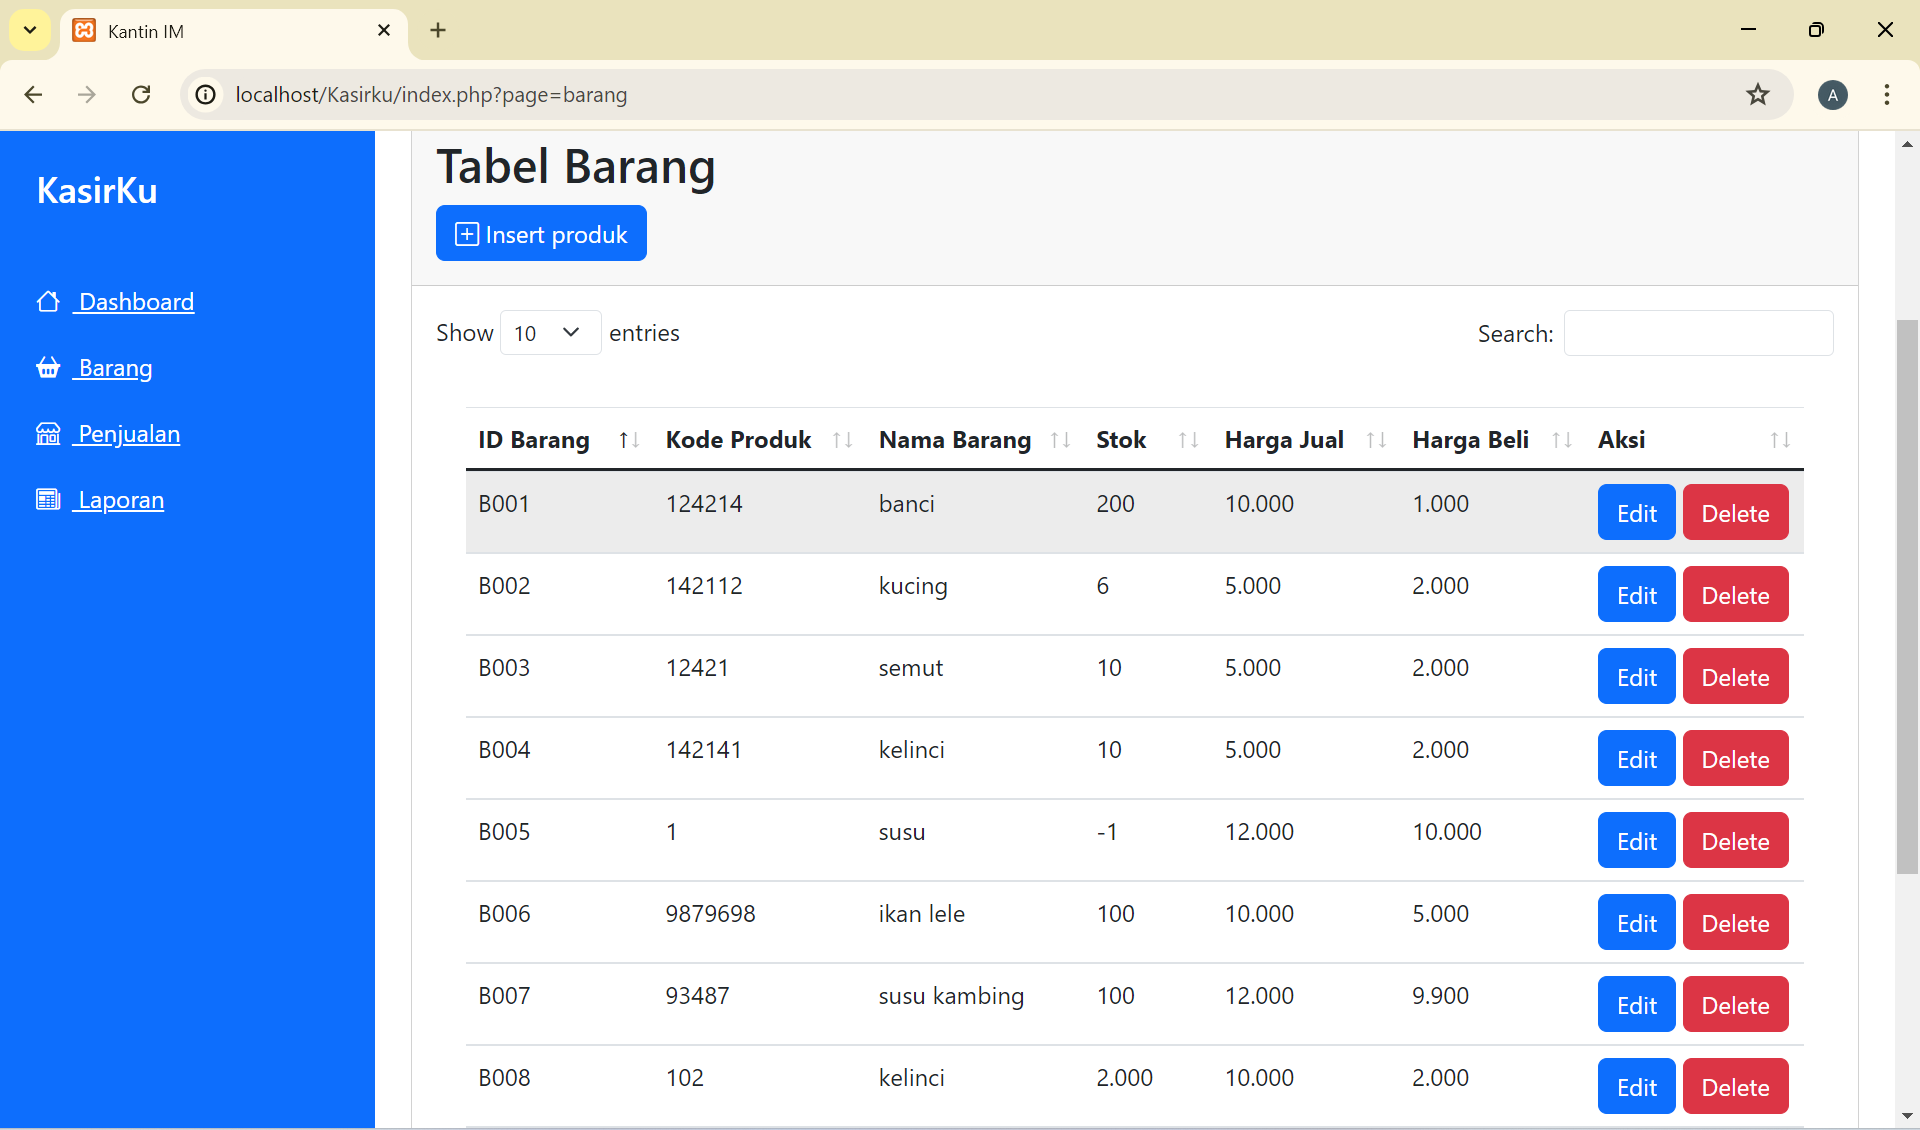 Kantin IM
localhost/Kasirku/index.php?page=barang
A
KasirKu
Dashboard
Barang
Penjualan
Laporan
Tabel Barang
Insert produk
Show 10 entries
Search:
ID Barang Kode Produk Nama Barang Stok Harga Jual Harga Beli Aksi
B001 124214 banci 200 10.000 1.000 Edit Delete
B002 142112 kucing 6 5.000 2.000 Edit Delete
B003 12421 semut 10 5.000 2.000 Edit Delete
B004 142141 kelinci 10 5.000 2.000 Edit Delete
B005 1 susu -1 12.000 10.000 Edit Delete
B006 9879698 ikan lele 100 10.000 5.000 Edit Delete
B007 93487 susu kambing 100 12.000 9.900 Edit Delete
B008 102 kelinci 2.000 10.000 2.000 Edit Delete